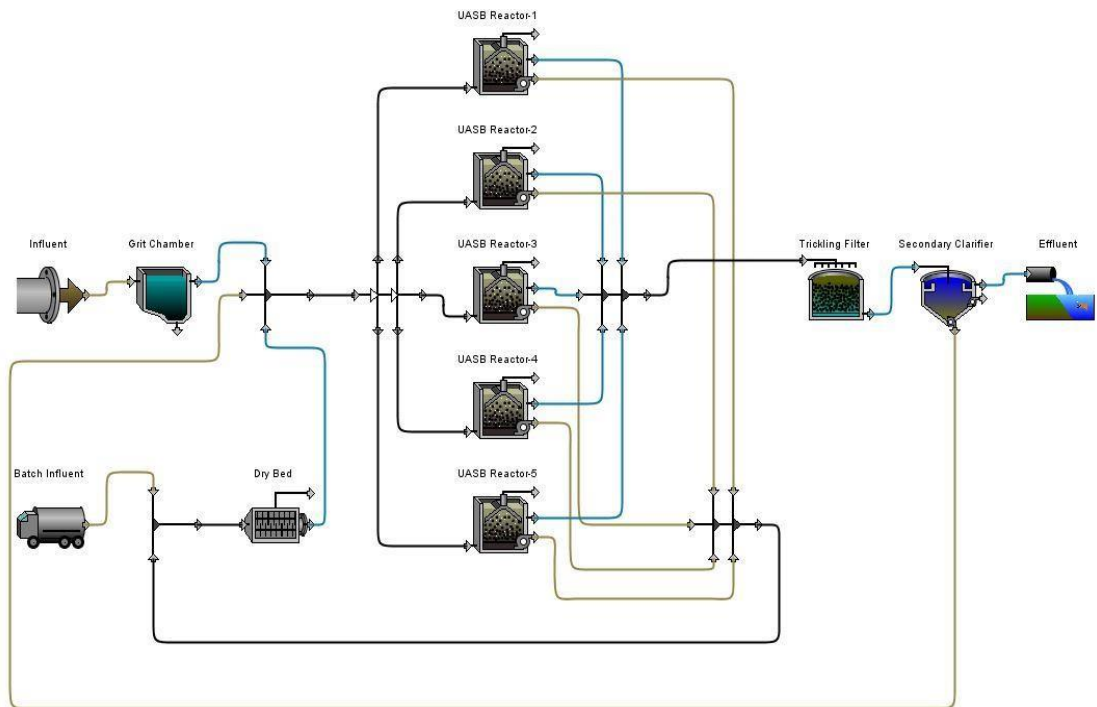 UASB Reactor-1
UASB Reactor-2
Influent
Grit Chamber
UASB Reactor-3
Trickling Filter
Secondary Clarifier
Effluent
UASB Reactor-4
Batch Influent
Dry Bed
UASB Reactor-5